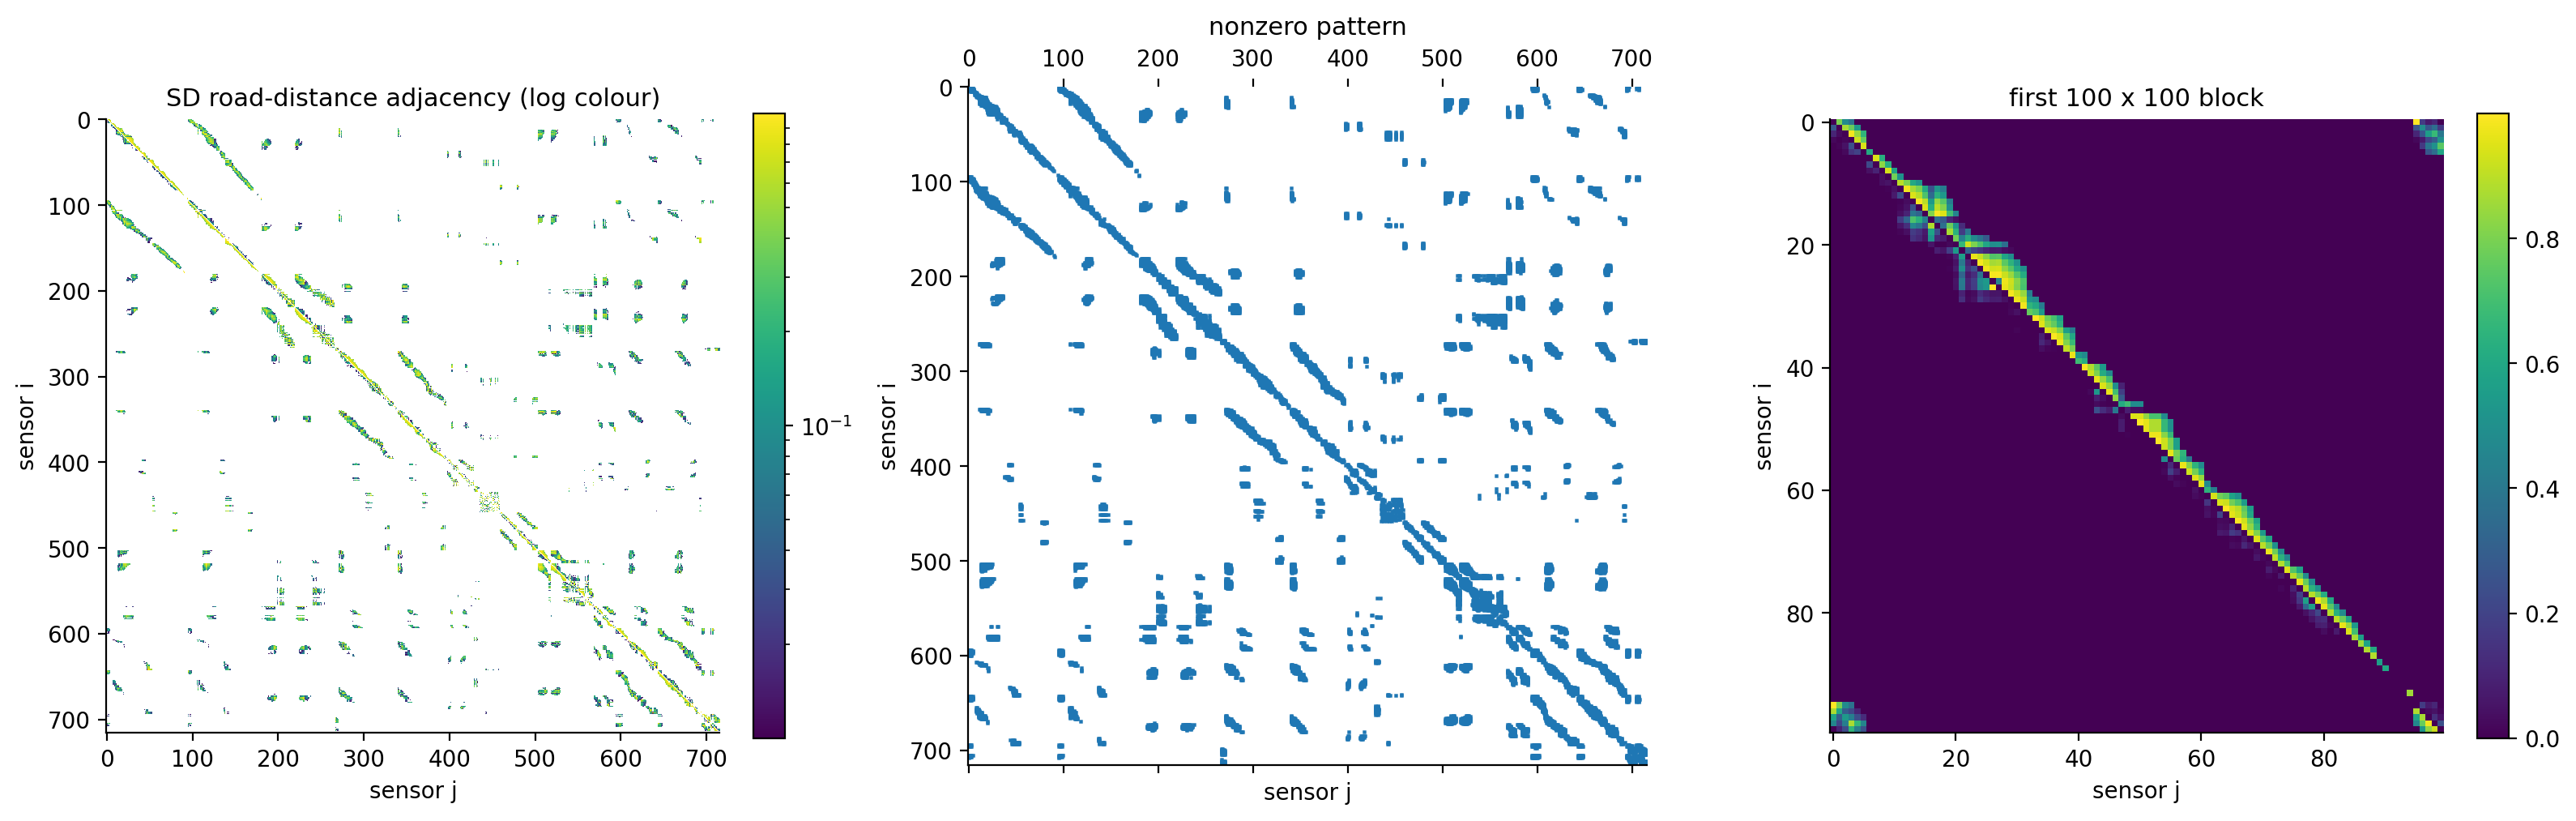 SD road-distance adjacency (log colour)
0
100
200
300
400
500
600
700
sensor i
0 100 200 300 400 500 600 700
sensor j
10⁻¹
nonzero pattern
0 100 200 300 400 500 600 700
0
100
200
300
400
500
600
700
sensor i
sensor j
first 100 x 100 block
0
20
40
60
80
sensor i
0 20 40 60 80
sensor j
0.8
0.6
0.4
0.2
0.0